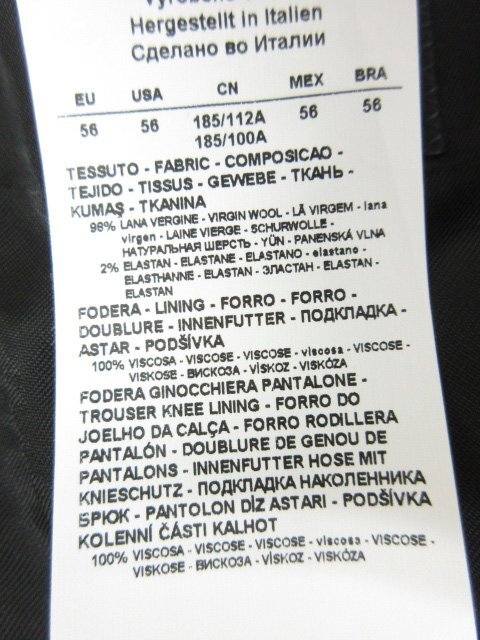 Hergestellt in Italien
Сделано во Италии
EU USA CN MEX BRA
56 56 185/112A 56 56
185/100A
TESSUTO - FABRIC - COMPOSICAO -
TEJIDO - TISSUS - GEWEBE - ТКАНЬ -
KUMAŞ - TKANINA
98% LANA VERGINE - VIRGIN WOOL - LÃ VIRGEM - lana
virgen - LAINE VIERGE - SCHURWOLLE -
НАТУРАЛЬНАЯ ШЕРСТЬ - YÜN - PANENSKÁ VLNA
2% ELASTAN - ELASTANE - ELASTANO - elastano -
ELASTHANNE - ELASTAN - ЭЛАСТАН - ELASTAN -
ELASTAN
FODERA - LINING - FORRO - FORRO -
DOUBLURE - INNENFUTTER - ПОДКЛАДКА -
ASTAR - PODŠÍVKA
100% VISCOSA - VISCOSE - VISCOSE - viscosa - VISCOSE -
VISKOSE - ВИСКОЗА - VİSKOZ - VISKÓZA
FODERA GINOCCHIERA PANTALONE -
TROUSER KNEE LINING - FORRO DO
JOELHO DA CALÇA - FORRO RODILLERA
PANTALÓN - DOUBLURE DE GENOU DE
PANTALONS - INNENFUTTER HOSE MIT
KNIESCHUTZ - ПОДКЛАДКА НАКОЛЕННИКА
БРЮК - PANTOLON DİZ ASTARI - PODŠÍVKA
KOLENNÍ ČÁSTI KALHOT
100% VISCOSA - VISCOSE - VISCOSE - viscosa - VISCOSE -
VISKOSE - ВИСКОЗА - VİSKOZ - VISKÓZA